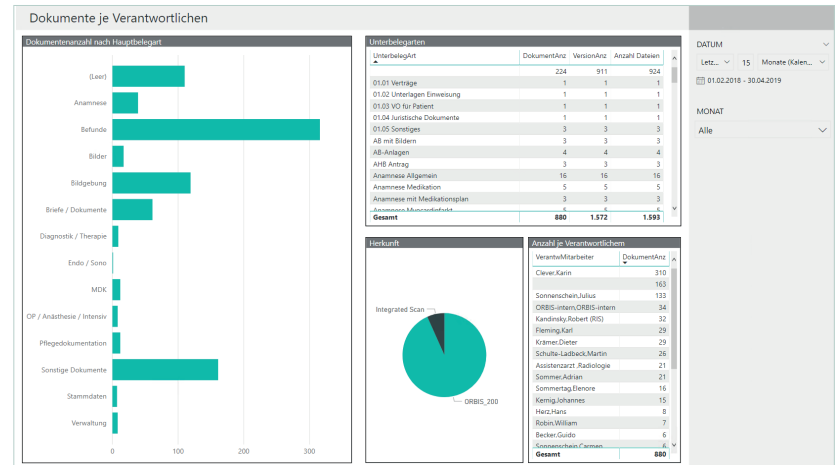 Dokumente je Verantwortlichen
Dokumentenanzahl nach Hauptbelegart
(Leer)
Anamnese
Befunde
Bilder
Bildgebung
Briefe / Dokumente
Diagnostik / Therapie
Endo / Sono
MDK
OP / Anästhesie / Intensiv
Pflegedokumentation
Sonstige Dokumente
Stammdaten
Verwaltung
0 100 200 300
Unterbelegarten
UnterbelegArt DokumentAnz VersionAnz Anzahl Dateien
224 911 924
01.01 Verträge 1 1 1
01.02 Unterlagen Einweisung 1 1 1
01.03 VO für Patient 1 1 1
01.04 Juristische Dokumente 1 1 1
01.05 Sonstiges 3 3 3
AB mit Bildern 3 3 3
AB-Anlagen 4 4 4
AHB Antrag 3 3 3
Anamnese Allgemein 16 16 16
Anamnese Medikation 5 5 5
Anamnese mit Medikationsplan 3 3 3
Anamnese Myocardinfarkt 5 5 5
Gesamt 880 1.572 1.593
Herkunft
Integrated Scan
ORBIS_200
Anzahl je Verantwortlichem
VerantwMitarbeiter DokumentAnz
Clever,Karin 310
163
Sonnenschein,Julius 133
ORBIS-intern,ORBIS-intern 34
Kandinsky,Robert (RIS) 32
Fleming,Karl 29
Krämer,Dieter 29
Schulte-Ladbeck,Martin 26
Assistenzarzt ,Radiologie 21
Sommer,Adrian 21
Sommertag,Elenore 16
Kernig,Johannes 15
Herz,Hans 8
Robin,William 7
Becker,Guido 6
Sonnenschein,Carmen 6
Gesamt 880
DATUM
Letz... 15 Monate (Kalen...
01.02.2018 - 30.04.2019
MONAT
Alle